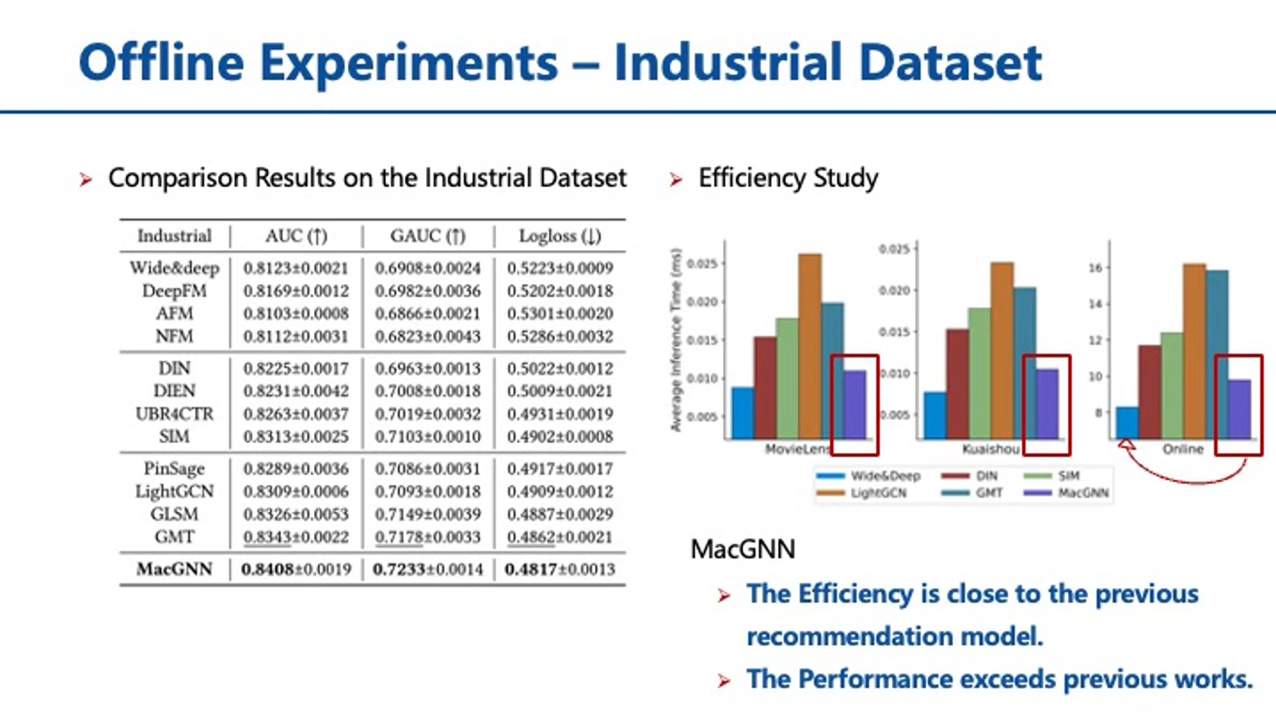 Offline Experiments – Industrial Dataset
➢ Comparison Results on the Industrial Dataset
Industrial | AUC (↑) | GAUC (↑) | Logloss (↓)
Wide&deep | 0.8123±0.0021 | 0.6908±0.0024 | 0.5223±0.0009
DeepFM | 0.8169±0.0012 | 0.6982±0.0036 | 0.5202±0.0018
AFM | 0.8103±0.0008 | 0.6866±0.0021 | 0.5301±0.0020
NFM | 0.8112±0.0031 | 0.6823±0.0043 | 0.5286±0.0032
DIN | 0.8225±0.0017 | 0.6963±0.0013 | 0.5022±0.0012
DIEN | 0.8231±0.0042 | 0.7008±0.0018 | 0.5009±0.0021
UBR4CTR | 0.8263±0.0037 | 0.7019±0.0032 | 0.4931±0.0019
SIM | 0.8313±0.0025 | 0.7103±0.0010 | 0.4902±0.0008
PinSage | 0.8289±0.0036 | 0.7086±0.0031 | 0.4917±0.0017
LightGCN | 0.8309±0.0006 | 0.7093±0.0018 | 0.4909±0.0012
GLSM | 0.8326±0.0053 | 0.7149±0.0039 | 0.4887±0.0029
GMT | 0.8343±0.0022 | 0.7178±0.0033 | 0.4862±0.0021
MacGNN | 0.8408±0.0019 | 0.7233±0.0014 | 0.4817±0.0013
➢ Efficiency Study
Average Inference Time (ms)
0.025
0.020
0.015
0.010
0.005
MovieLens
0.025
0.020
0.015
0.010
0.005
Kuaishou
16
14
12
10
8
Online
Wide&Deep DIN SIM
LightGCN GMT MacGNN
MacGNN
➢ The Efficiency is close to the previous
recommendation model.
➢ The Performance exceeds previous works.